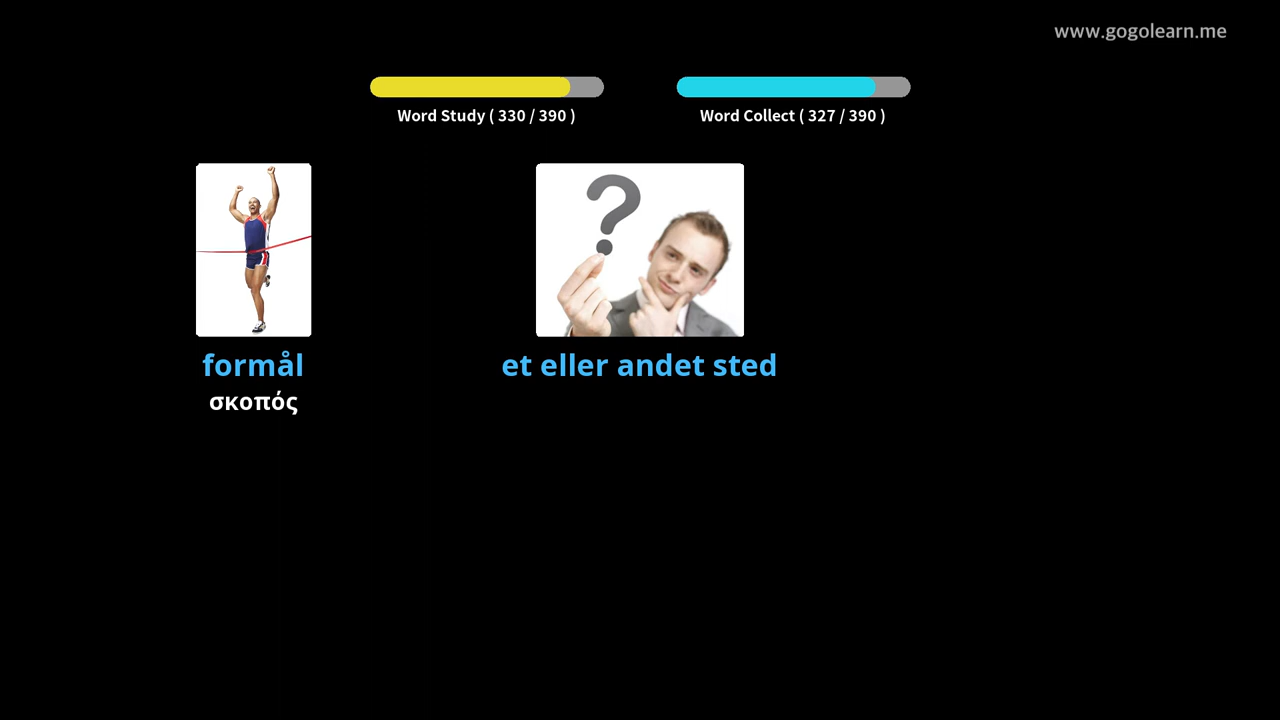 www.gogolearn.me
Word Study ( 330 / 390 )
Word Collect ( 327 / 390 )
formål
σκοπός
et eller andet sted